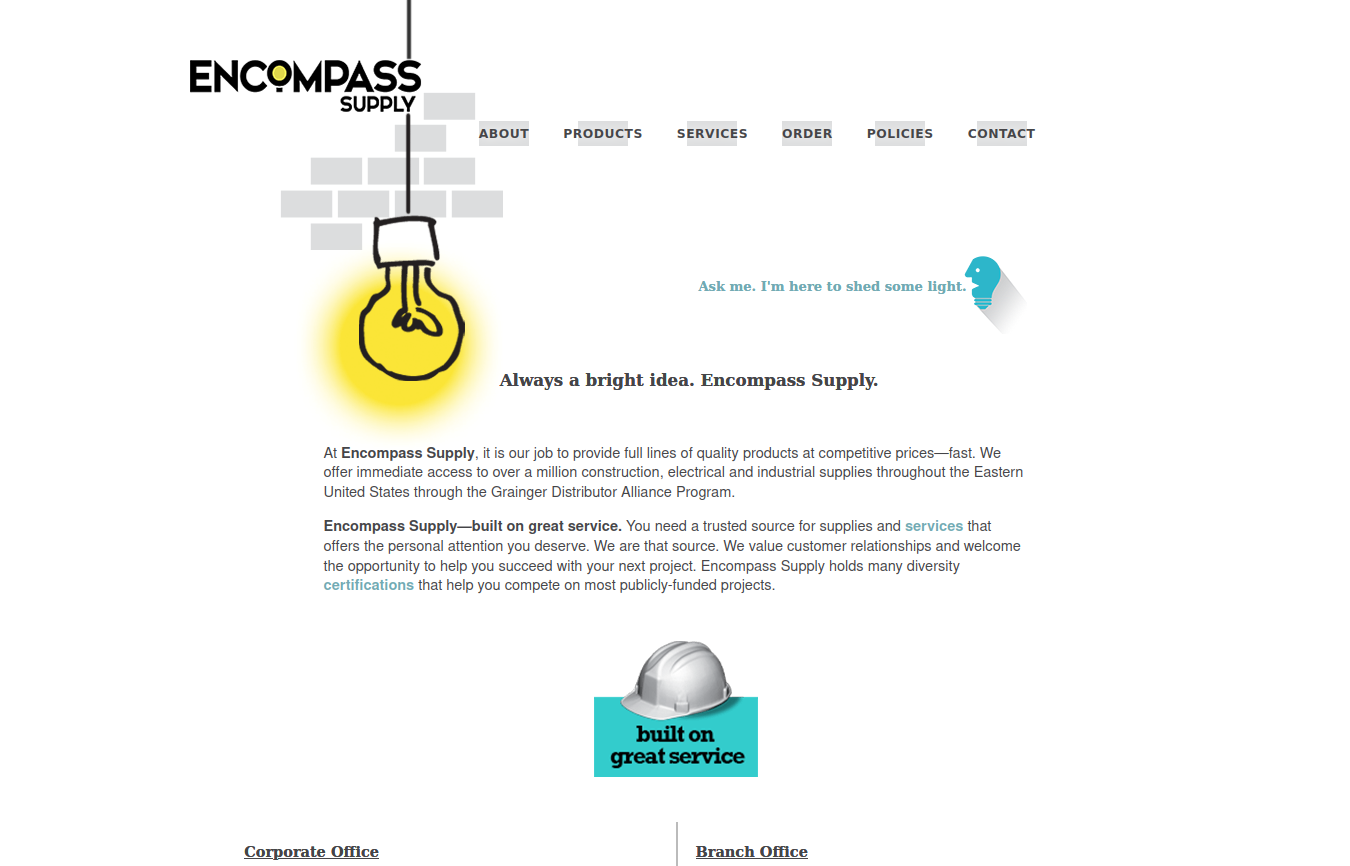 ENCOMPASS
SUPPLY
ABOUT PRODUCTS SERVICES ORDER POLICIES CONTACT
Ask me. I'm here to shed some light.
Always a bright idea. Encompass Supply.
At Encompass Supply, it is our job to provide full lines of quality products at competitive prices—fast. We
offer immediate access to over a million construction, electrical and industrial supplies throughout the Eastern
United States through the Grainger Distributor Alliance Program.
Encompass Supply—built on great service. You need a trusted source for supplies and services that
offers the personal attention you deserve. We are that source. We value customer relationships and welcome
the opportunity to help you succeed with your next project. Encompass Supply holds many diversity
certifications that help you compete on most publicly-funded projects.
built on
great service
Corporate Office
Branch Office